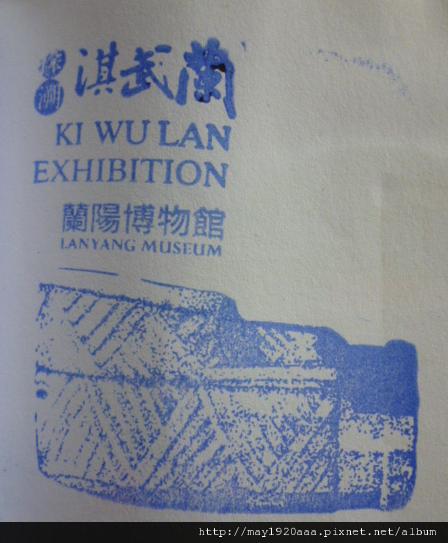 淇武蘭
KI WU LAN
EXHIBITION
蘭陽博物館
LANYANG MUSEUM
http://may1920aaa.pixnet.net/album